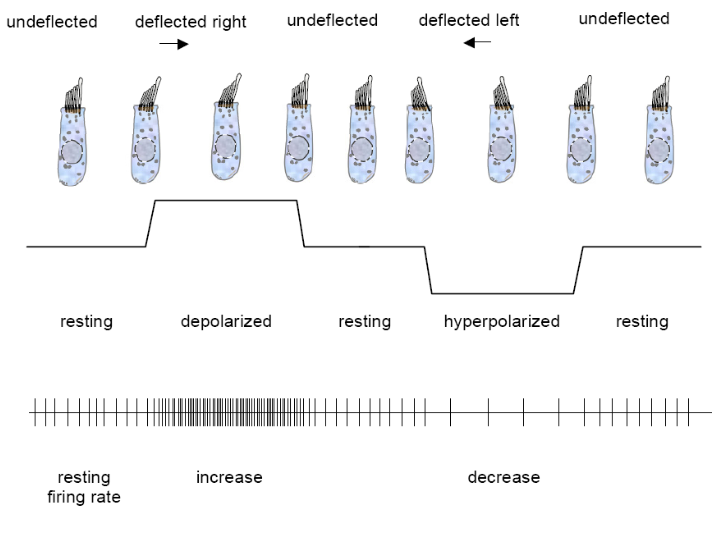 undeflected
deflected right
undeflected
deflected left
undeflected
resting
depolarized
resting
hyperpolarized
resting
resting
firing rate
increase
decrease